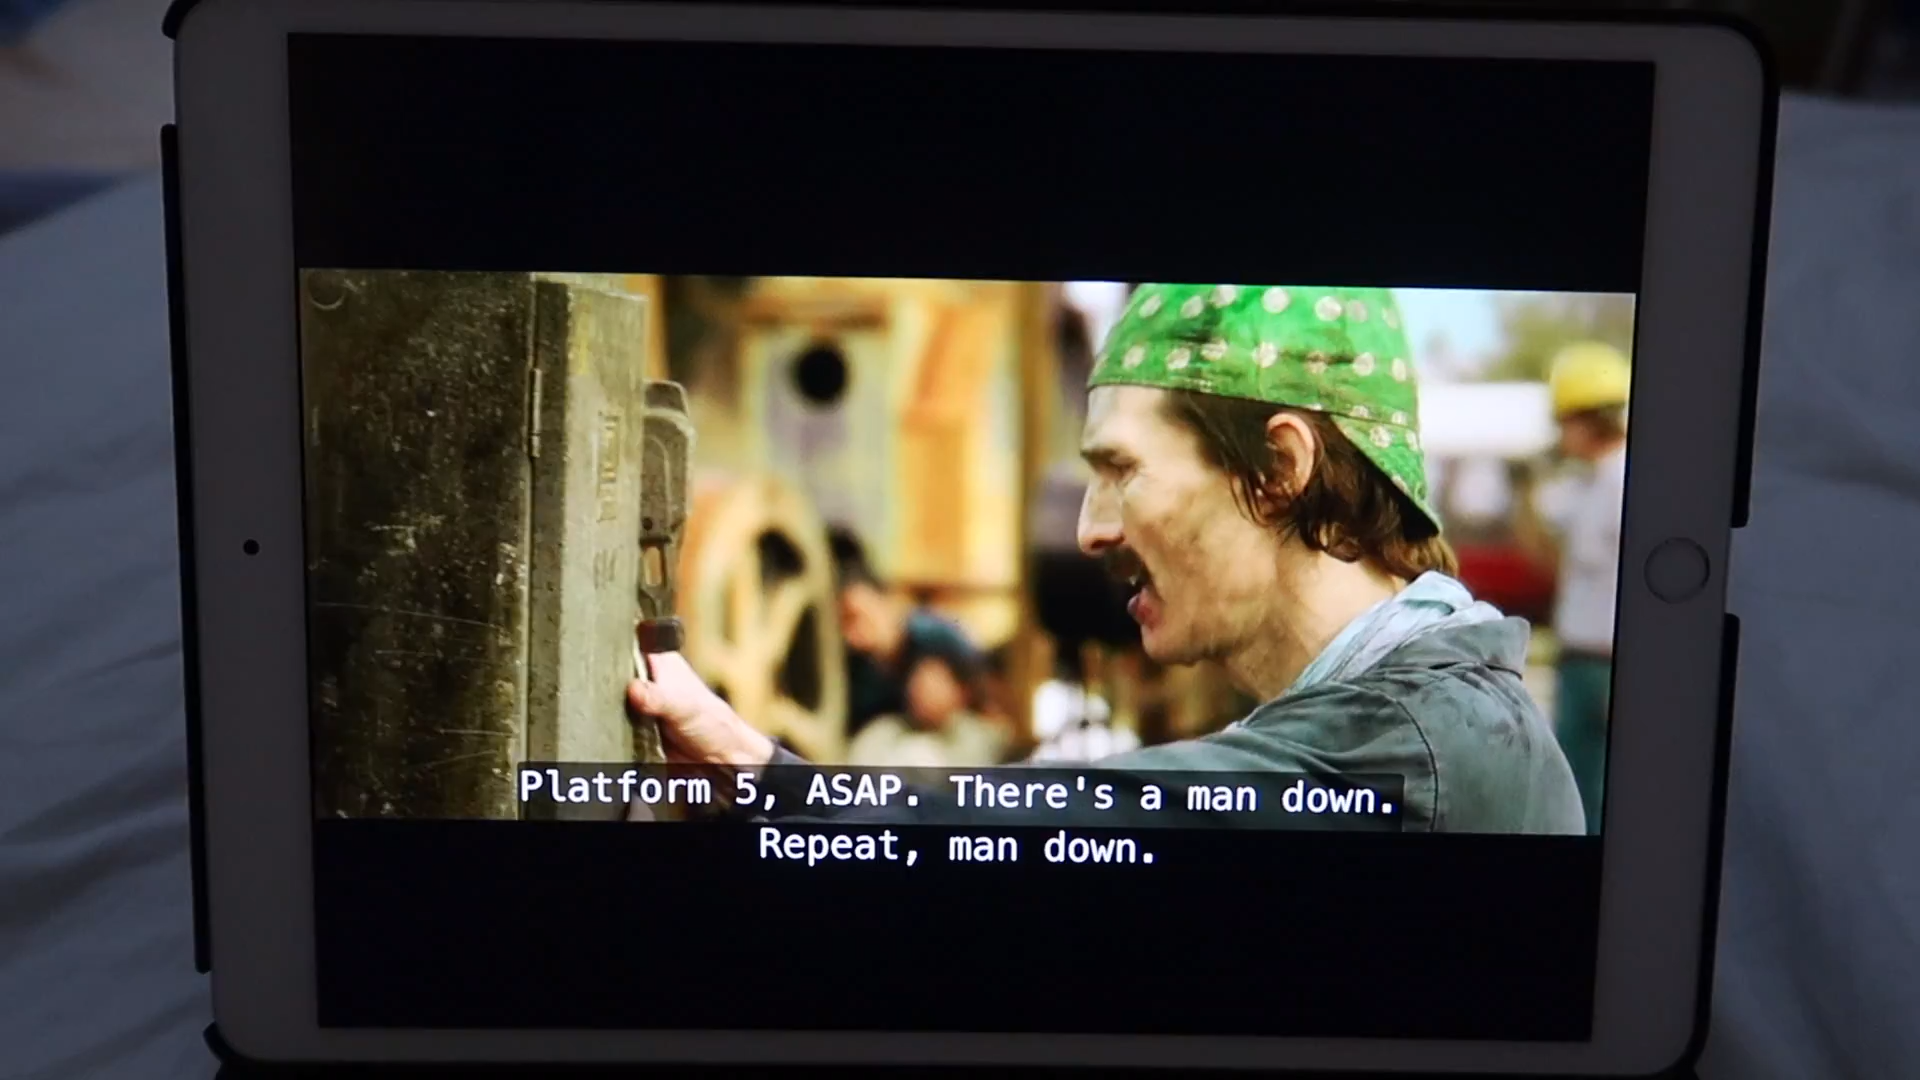 Platform 5, ASAP. There's a man down.
Repeat, man down.